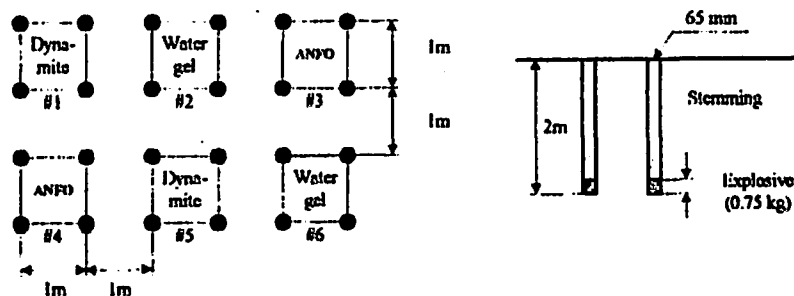 Dyna-
mite
#1
Water
gel
#2
ANFO
#3
1m
1m
ANFO
#4
Dyna-
mite
#5
Water
gel
#6
1m
1m
65 mm
2m
Stemming
Explosive
(0.75 kg)